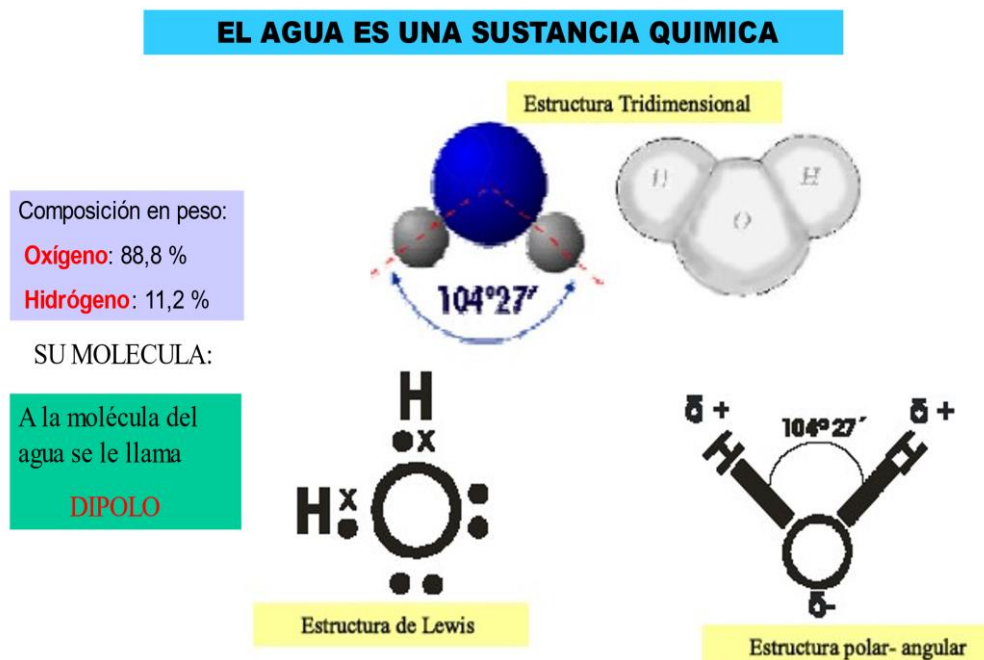 EL AGUA ES UNA SUSTANCIA QUIMICA
Estructura Tridimensional
H
O
H
104º27´
Composición en peso:
Oxígeno: 88,8 %
Hidrógeno: 11,2 %
SU MOLECULA:
A la molécula del
agua se le llama
DIPOLO
H
x
H x
O
Estructura de Lewis
δ + δ +
104º 27´
H H
O
δ-
Estructura polar- angular